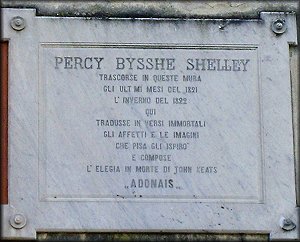 PERCY BYSSHE SHELLEY
TRASCORSE IN QUESTE MURA
GLI ULTIMI MESI DEL 1821
L'INVERNO DEL 1822
QUI
TRADUSSE IN VERSI IMMORTALI
GLI AFFETTI E LE IMAGINI
CHE PISA GLI ISPIRÒ
E COMPOSE
L'ELEGIA IN MORTE DI JOHN KEATS
„ADONAIS„